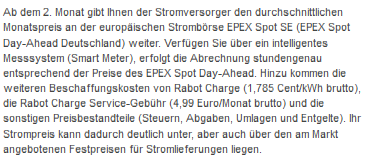 Ab dem 2. Monat gibt Ihnen der Stromversorger den durchschnittlichen
Monatspreis an der europäischen Strombörse EPEX Spot SE (EPEX Spot
Day-Ahead Deutschland) weiter. Verfügen Sie über ein intelligentes
Messsystem (Smart Meter), erfolgt die Abrechnung stundengenau
entsprechend der Preise des EPEX Spot Day-Ahead. Hinzu kommen die
weiteren Beschaffungskosten von Rabot Charge (1,785 Cent/kWh brutto),
die Rabot Charge Service-Gebühr (4,99 Euro/Monat brutto) und die
sonstigen Preisbestandteile (Steuern, Abgaben, Umlagen und Entgelte). Ihr
Strompreis kann dadurch deutlich unter, aber auch über den am Markt
angebotenen Festpreisen für Stromlieferungen liegen.